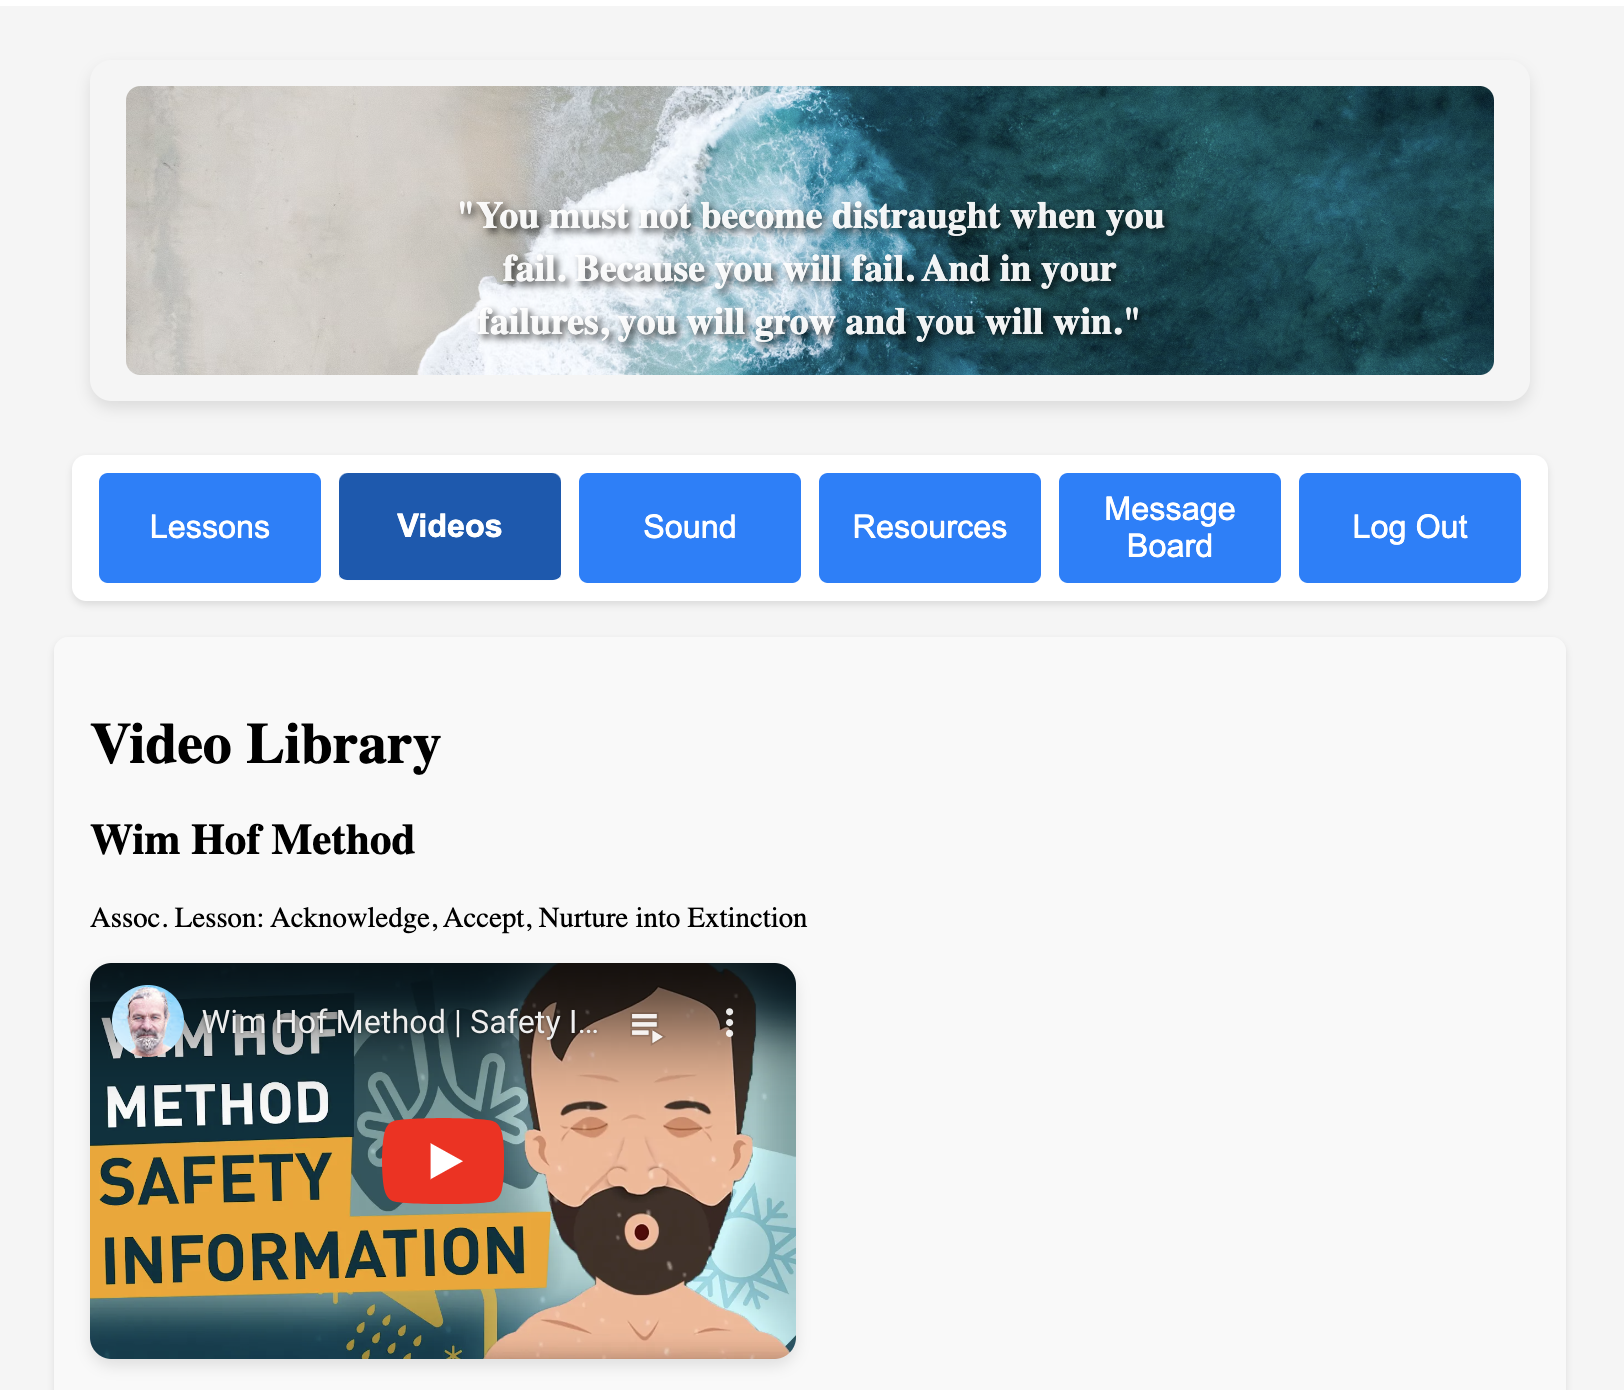 "You must not become distraught when you
fail. Because you will fail. And in your
failures, you will grow and you will win."
Lessons
Videos
Sound
Resources
Message
Board
Log Out
Video Library
Wim Hof Method
Assoc. Lesson: Acknowledge, Accept, Nurture into Extinction
Wim Hof Method | Safety I...
WIM HOF
METHOD
SAFETY
INFORMATION